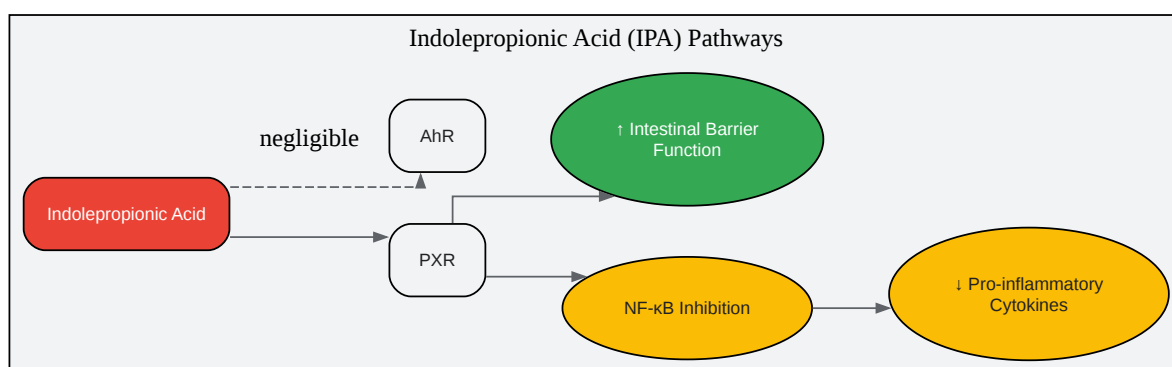 Indolepropionic Acid (IPA) Pathways
negligible
AhR
↑ Intestinal Barrier
Function
Indolepropionic Acid
PXR
NF-κB Inhibition
↓ Pro-inflammatory
Cytokines